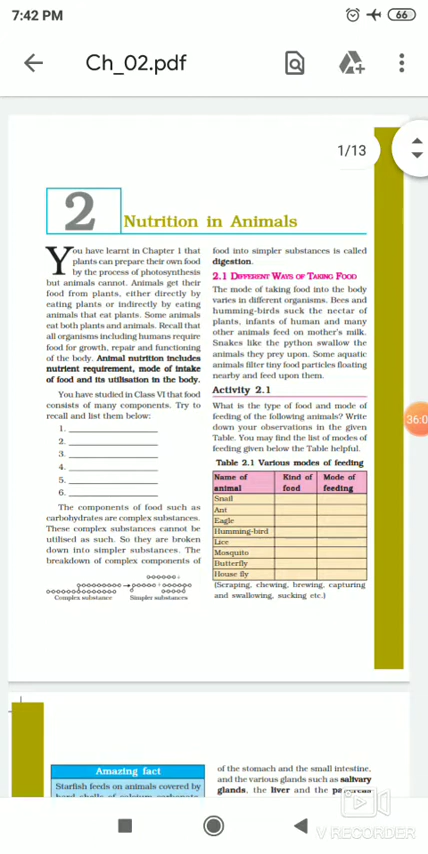 7:42 PM
66
Ch_02.pdf
1/13
2
Nutrition in Animals
You have learnt in Chapter 1 that
plants can prepare their own food
by the process of photosynthesis
but animals cannot. Animals get their
food from plants, either directly by
eating plants or indirectly by eating
animals that eat plants. Some animals
eat both plants and animals. Recall that
all organisms including humans require
food for growth, repair and functioning
of the body. Animal nutrition includes
nutrient requirement, mode of intake
of food and its utilisation in the body.
You have studied in Class VI that food
consists of many components. Try to
recall and list them below:
1. ____________________
2. ____________________
3. ____________________
4. ____________________
5. ____________________
6. ____________________
The components of food such as
carbohydrates are complex substances.
These complex substances cannot be
utilised as such. So they are broken
down into simpler substances. The
breakdown of complex components of
Complex substance Simpler substances
food into simpler substances is called
digestion.
2.1 DIFFERENT WAYS OF TAKING FOOD
The mode of taking food into the body
varies in different organisms. Bees and
humming-birds suck the nectar of
plants, infants of human and many
other animals feed on mother's milk.
Snakes like the python swallow the
animals they prey upon. Some aquatic
animals filter tiny food particles floating
nearby and feed upon them.
Activity 2.1
What is the type of food and mode of
feeding of the following animals? Write
down your observations in the given
Table. You may find the list of modes of
feeding given below the Table helpful.
Table 2.1 Various modes of feeding
Name of animal Kind of food Mode of feeding
Snail
Ant
Eagle
Humming-bird
Lice
Mosquito
Butterfly
House fly
(Scraping, chewing, brewing, capturing
and swallowing, sucking etc.)
36:0
Amazing fact
Starfish feeds on animals covered by
hard shells of calcium carbonate.
of the stomach and the small intestine,
and the various glands such as salivary
glands, the liver and the pancreas
V RECORDER